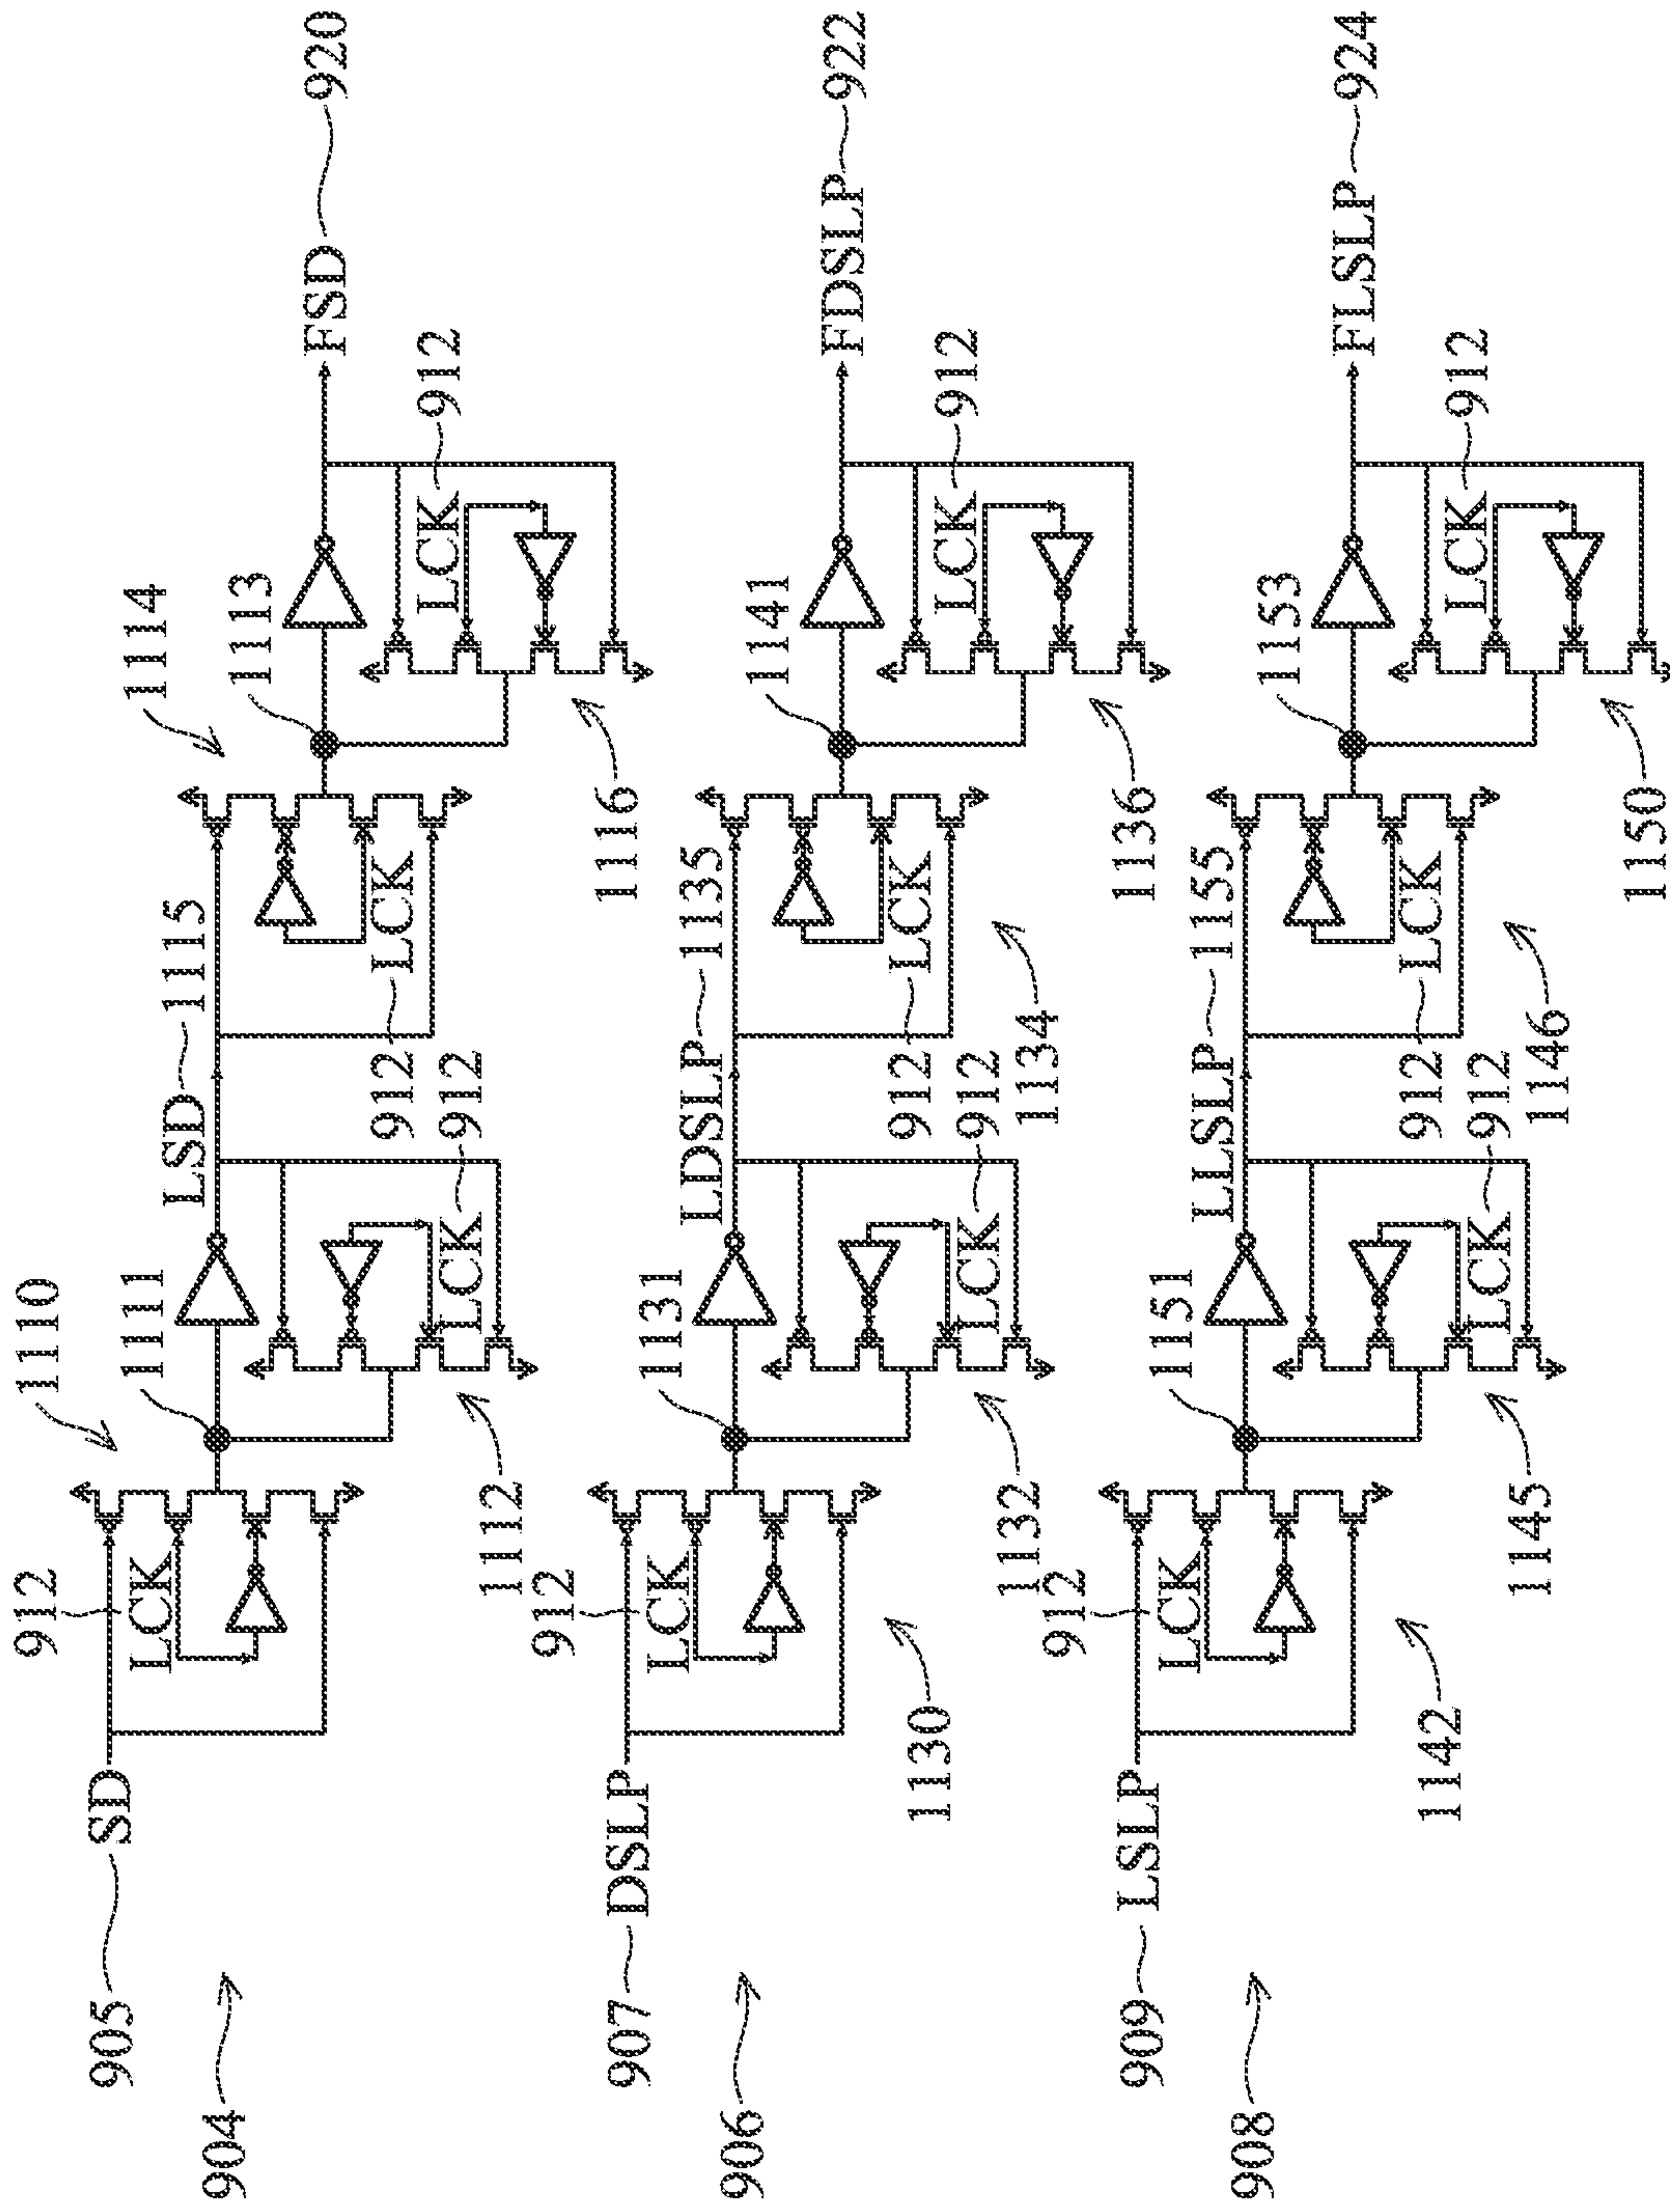 904
905 SD
912
LCK
1110
1111
1112
LCK 912
LSD 1115
912 LCK
1114
1113
1116
LCK 912
FSD 920
906
907 DSLP
1130
912
LCK
1131
1132
LCK 912
LDSLP 1135
912 LCK
1134
1141
1136
LCK 912
FDSLP 922
908
909 LSLP
1142
912
LCK
1151
1145
LCK 912
LLSLP 1155
912 LCK
1146
1153
1150
LCK 912
FLSLP 924